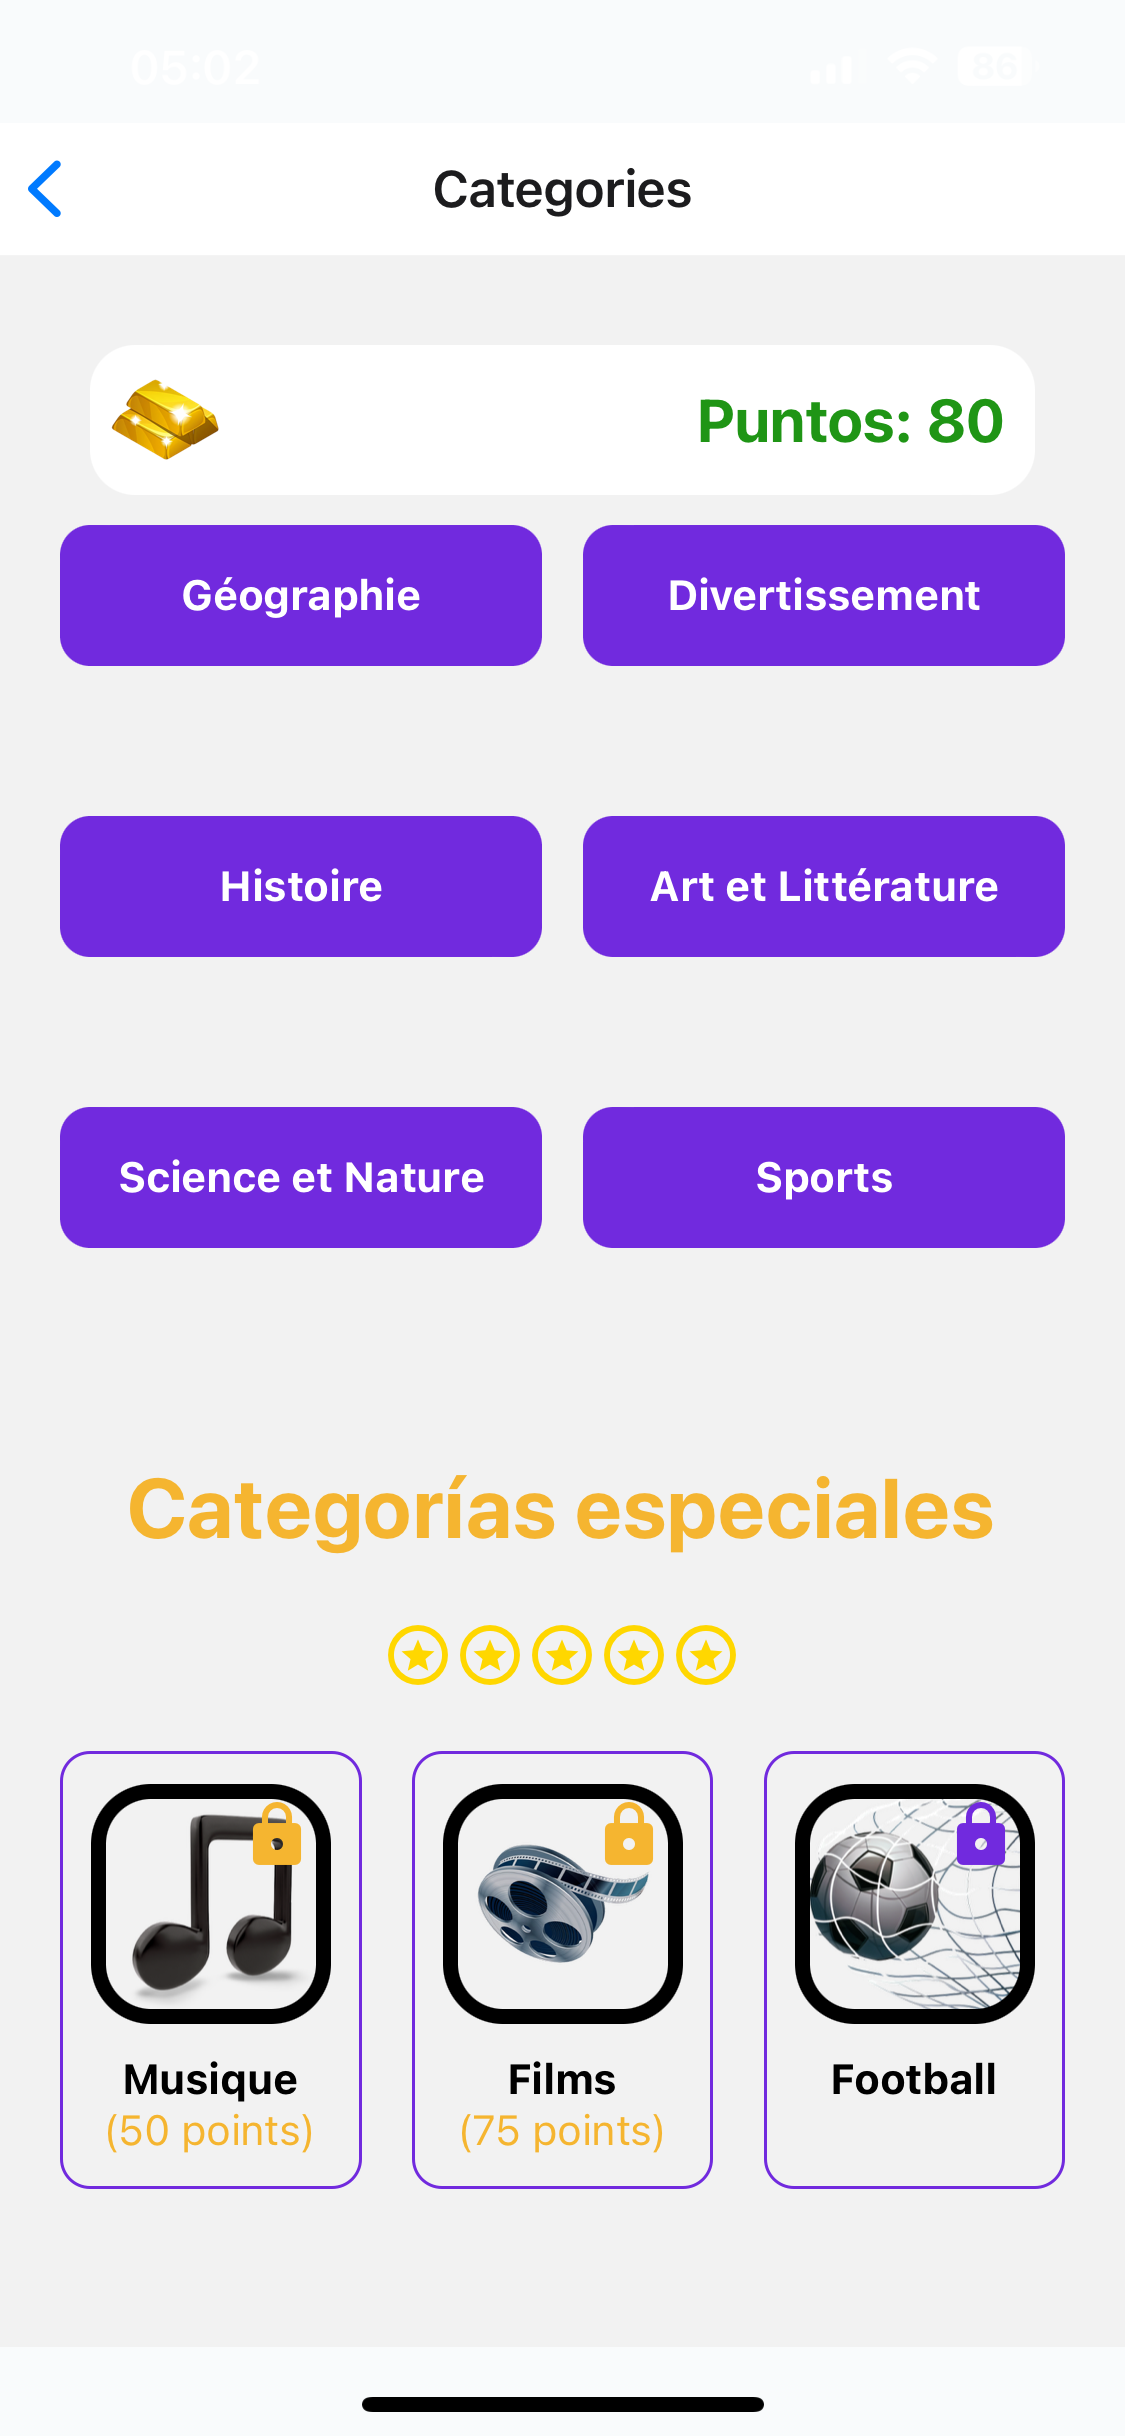 05:02
86
Categories
Puntos: 80
Géographie
Divertissement
Histoire
Art et Littérature
Science et Nature
Sports
Categorías especiales
Musique
(50 points)
Films
(75 points)
Football